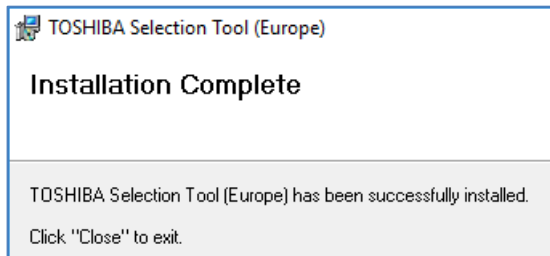 TOSHIBA Selection Tool (Europe)
Installation Complete
TOSHIBA Selection Tool (Europe) has been successfully installed.
Click "Close" to exit.